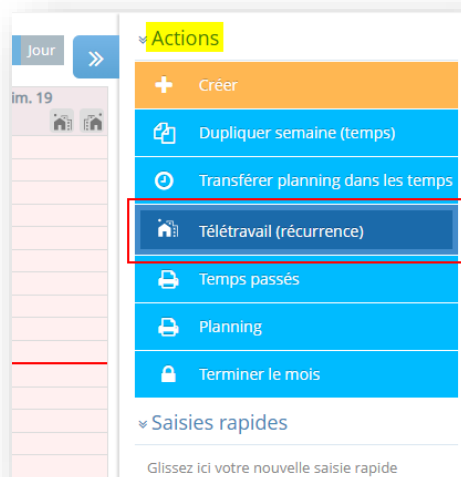 Jour
im. 19
Actions
Créer
Dupliquer semaine (temps)
Transférer planning dans les temps
Télétravail (récurrence)
Temps passés
Planning
Terminer le mois
Saisies rapides
Glissez ici votre nouvelle saisie rapide